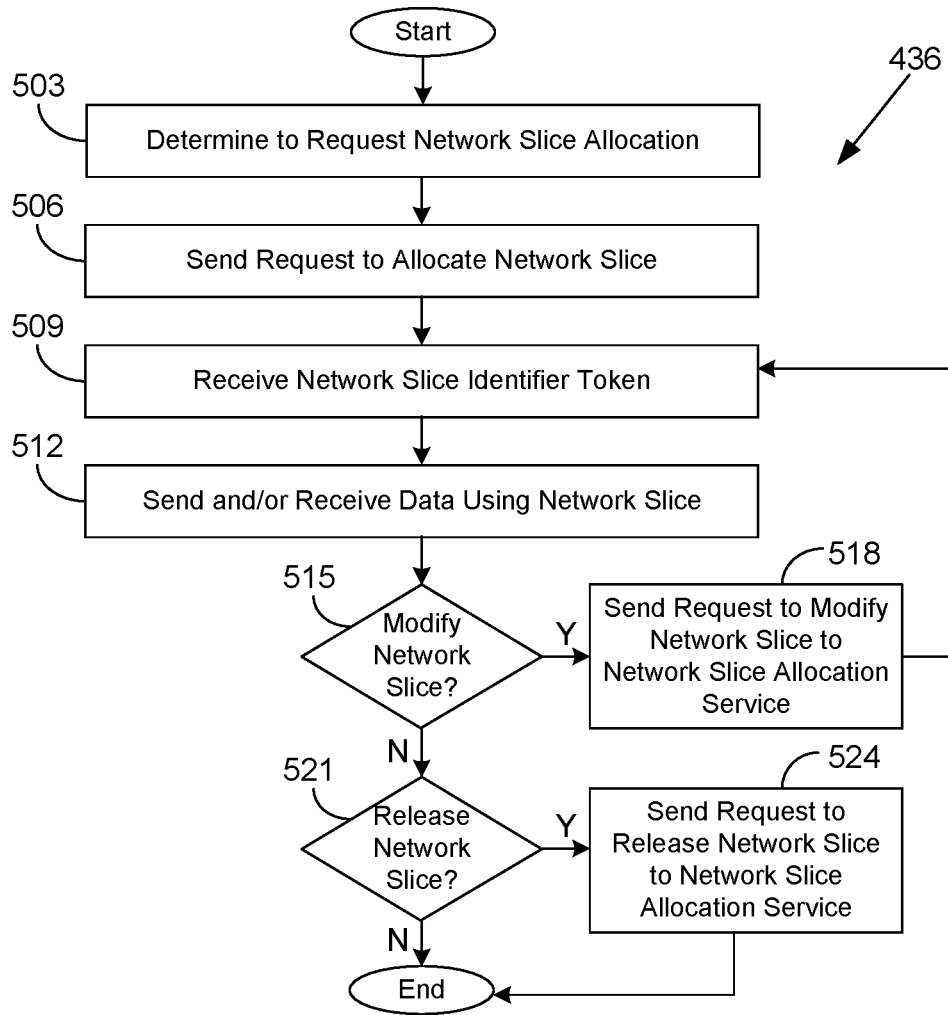 Start
436
503
Determine to Request Network Slice Allocation
506
Send Request to Allocate Network Slice
509
Receive Network Slice Identifier Token
512
Send and/or Receive Data Using Network Slice
515
Modify
Network
Slice?
Y
518
Send Request to Modify
Network Slice to
Network Slice Allocation
Service
N
521
Release
Network
Slice?
Y
524
Send Request to
Release Network Slice
to Network Slice
Allocation Service
N
End